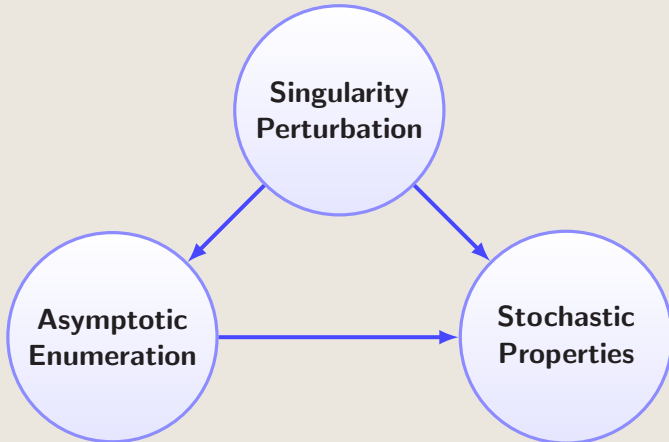 Singularity
Perturbation
Asymptotic
Enumeration
Stochastic
Properties